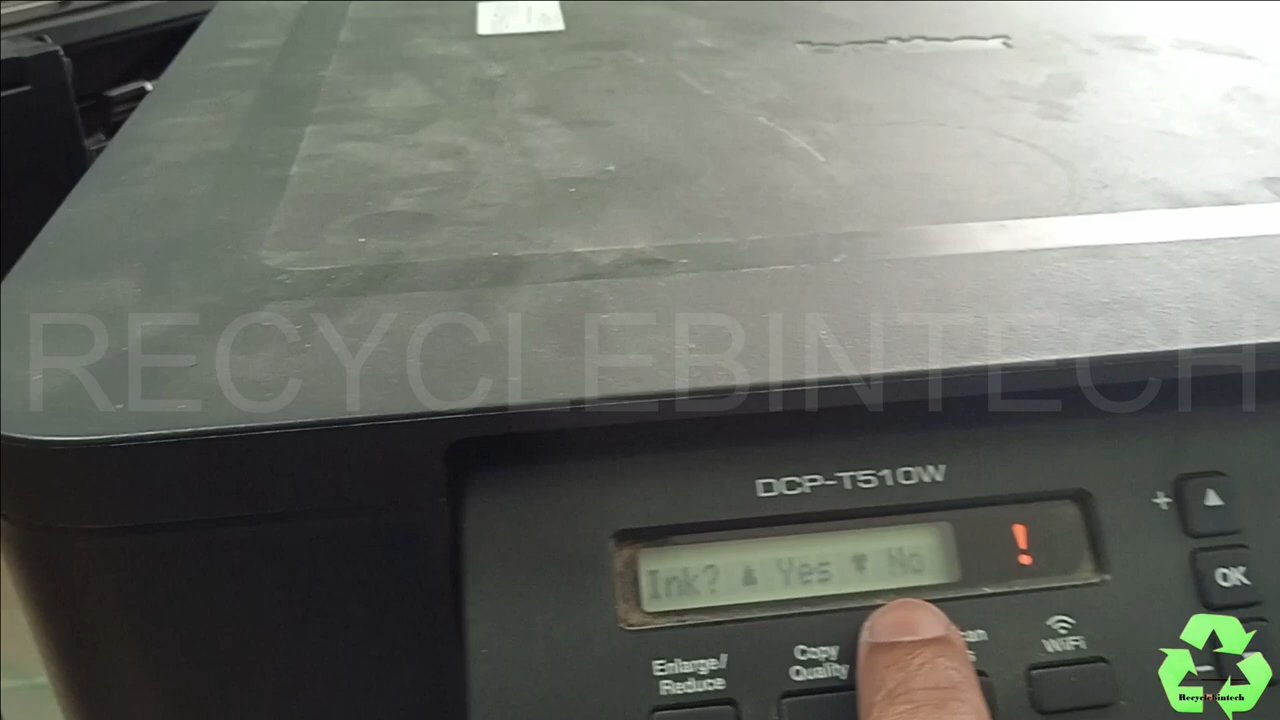 RECYCLEBINTECH
DCP-T510W
Ink? ▲ Yes ▼ No
!
+
OK
Enlarge/
Reduce
Copy
Quality
WiFi
Recyclebintech